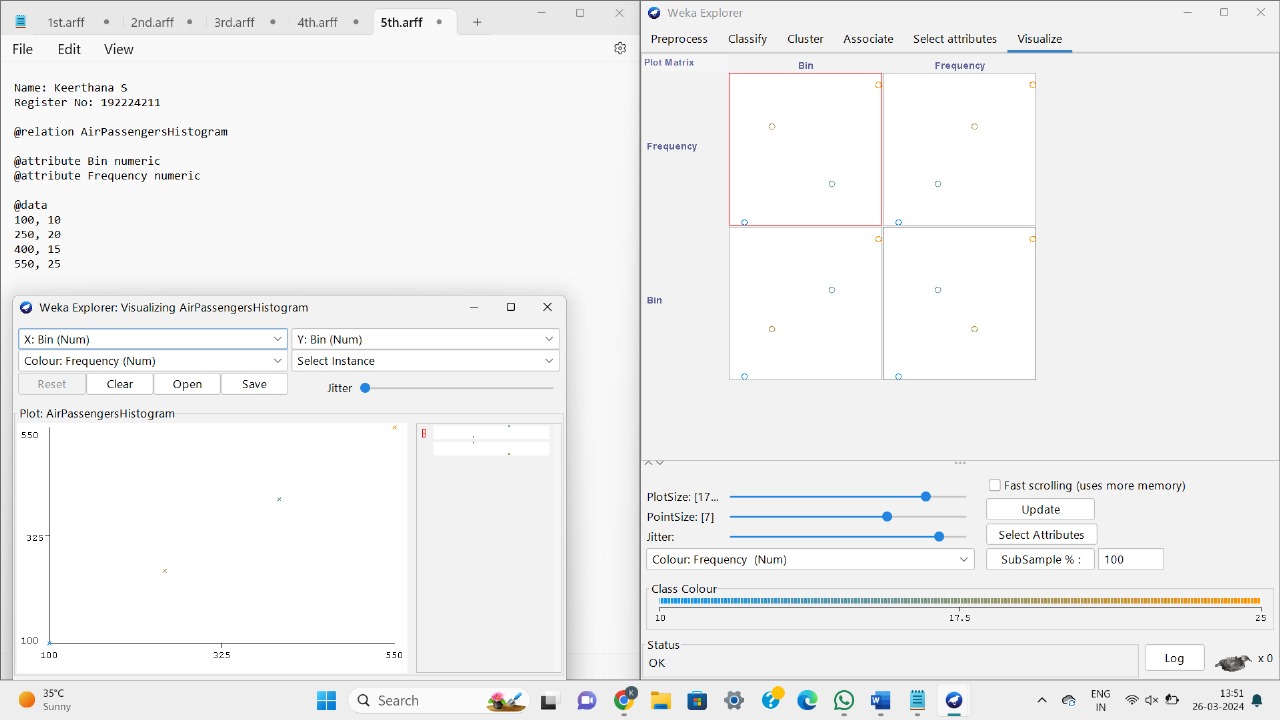 1st.arff
2nd.arff
3rd.arff
4th.arff
5th.arff
File Edit View
Name: Keerthana S
Register No: 192224211
@relation AirPassengersHistogram
@attribute Bin numeric
@attribute Frequency numeric
@data
100, 10
250, 20
400, 15
550, 25
Weka Explorer: Visualizing AirPassengersHistogram
X: Bin (Num)
Y: Bin (Num)
Colour: Frequency (Num)
Select Instance
Reset
Clear
Open
Save
Jitter
Plot: AirPassengersHistogram
550
325
100
100
325
550
Weka Explorer
Preprocess Classify Cluster Associate Select attributes Visualize
Plot Matrix
Bin
Frequency
Frequency
Bin
PlotSize: [17...
PointSize: [7]
Jitter:
Fast scrolling (uses more memory)
Update
Select Attributes
Colour: Frequency (Num)
SubSample % :
100
Class Colour
10
17.5
25
Status
OK
Log
x 0
35°C
Sunny
Search
ENG
IN
13:51
26-03-2024